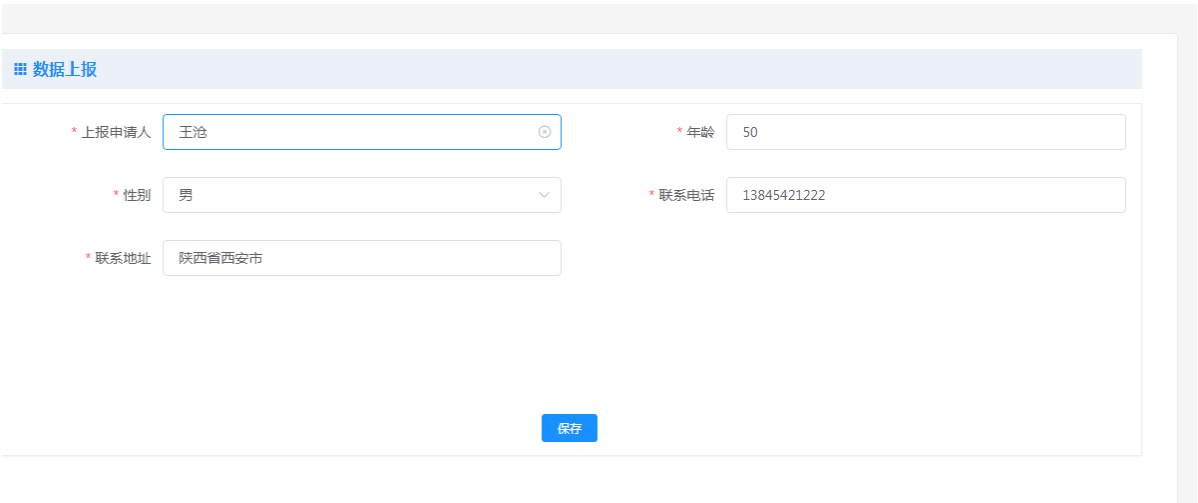 数据上报
* 上报申请人 王沧
* 年龄 50
* 性别 男
* 联系电话 13845421222
* 联系地址 陕西省西安市
保存